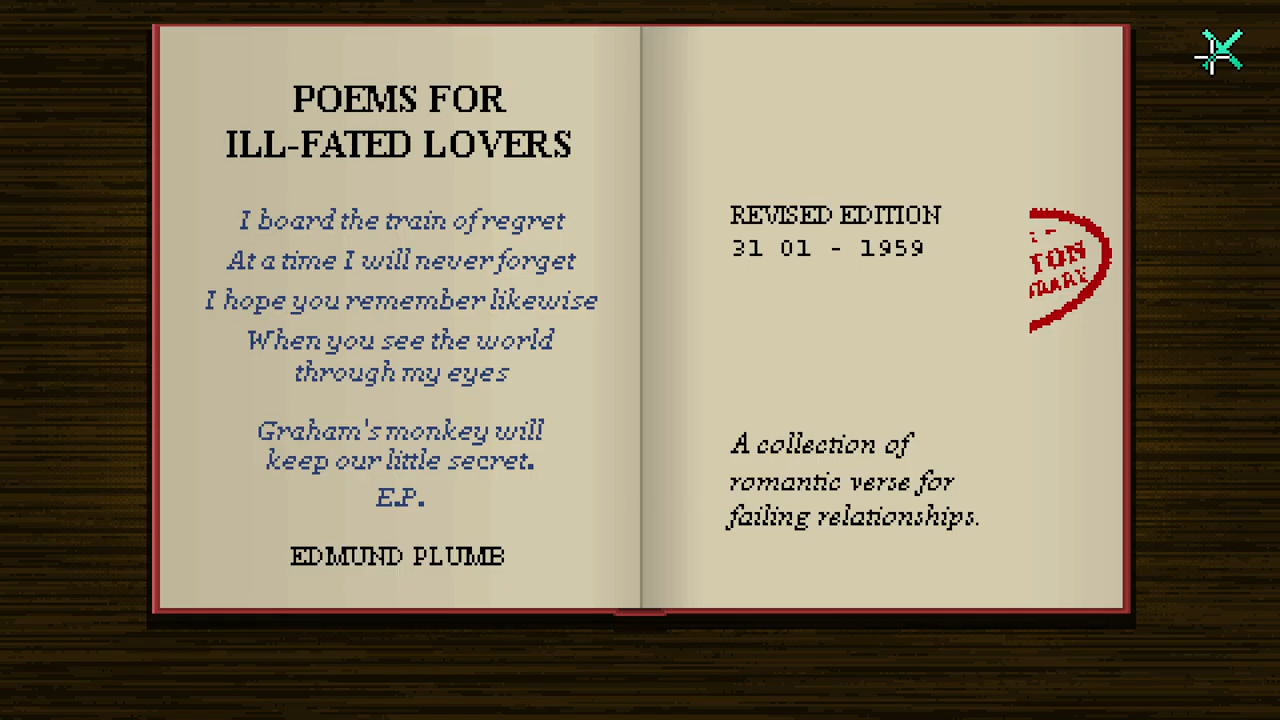 POEMS FOR
ILL-FATED LOVERS
I board the train of regret
At a time I will never forget
I hope you remember likewise
When you see the world
through my eyes
Graham's monkey will
keep our little secret.
E.P.
EDMUND PLUMB
REVISED EDITION
31 01 - 1959
TION
A collection of
romantic verse for
failing relationships.